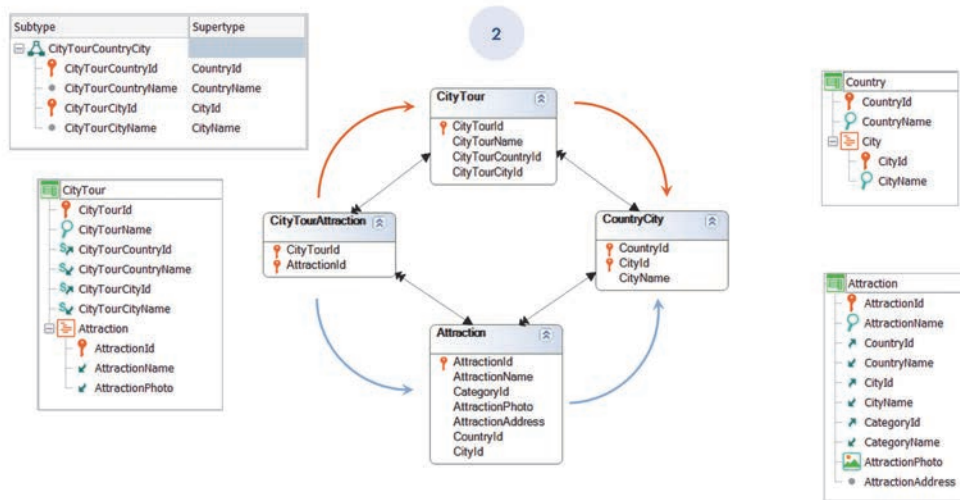 Subtype Supertype
CityTourCountryCity
CityTourCountryId CountryId
CityTourCountryName CountryName
CityTourCityId CityId
CityTourCityName CityName
2
CityTour
CityTourId
CityTourName
CityTourCountryId
CityTourCityId
Country
CountryId
CountryName
City
CityId
CityName
CityTour
CityTourId
CityTourName
CityTourCountryId
CityTourCountryName
CityTourCityId
CityTourCityName
Attraction
AttractionId
AttractionName
AttractionPhoto
CityTourAttraction
CityTourId
AttractionId
CountryCity
CountryId
CityId
CityName
Attraction
AttractionId
AttractionName
CategoryId
AttractionPhoto
AttractionAddress
CountryId
CityId
Attraction
AttractionId
AttractionName
CountryId
CountryName
CityId
CityName
CategoryId
CategoryName
AttractionPhoto
AttractionAddress